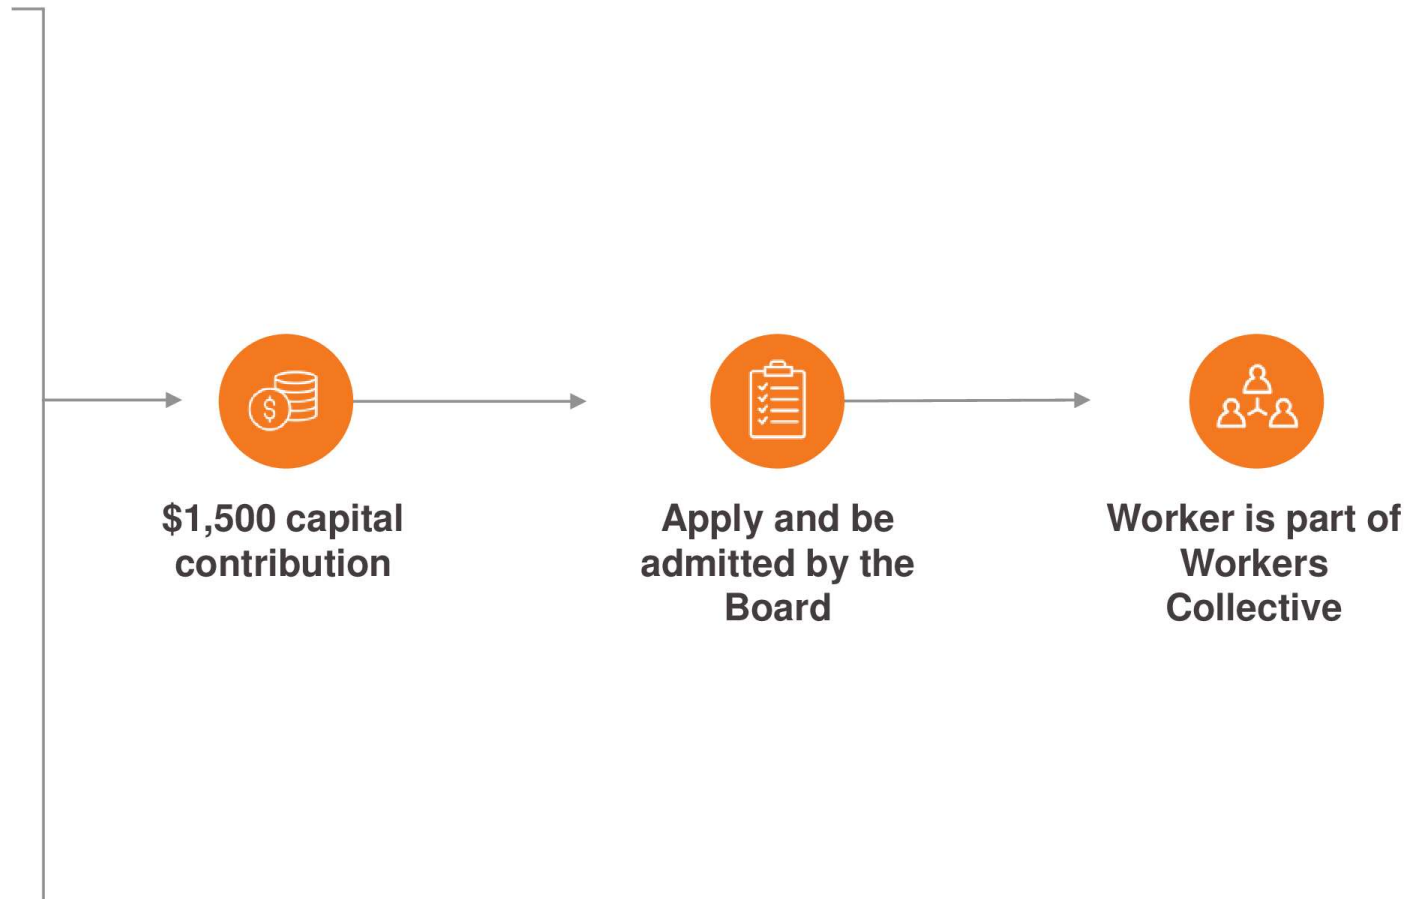 $
$1,500 capital
contribution
Apply and be
admitted by the
Board
Worker is part of
Workers
Collective